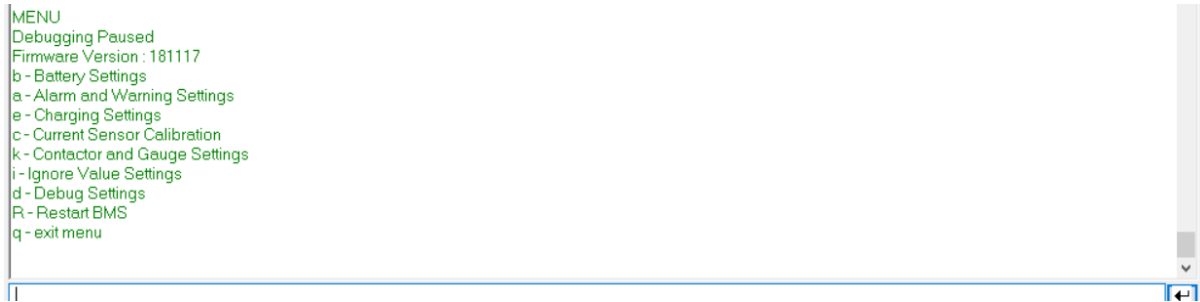 MENU
Debugging Paused
Firmware Version : 181117
b - Battery Settings
a - Alarm and Warning Settings
e - Charging Settings
c - Current Sensor Calibration
k - Contactor and Gauge Settings
i - Ignore Value Settings
d - Debug Settings
R - Restart BMS
q - exit menu